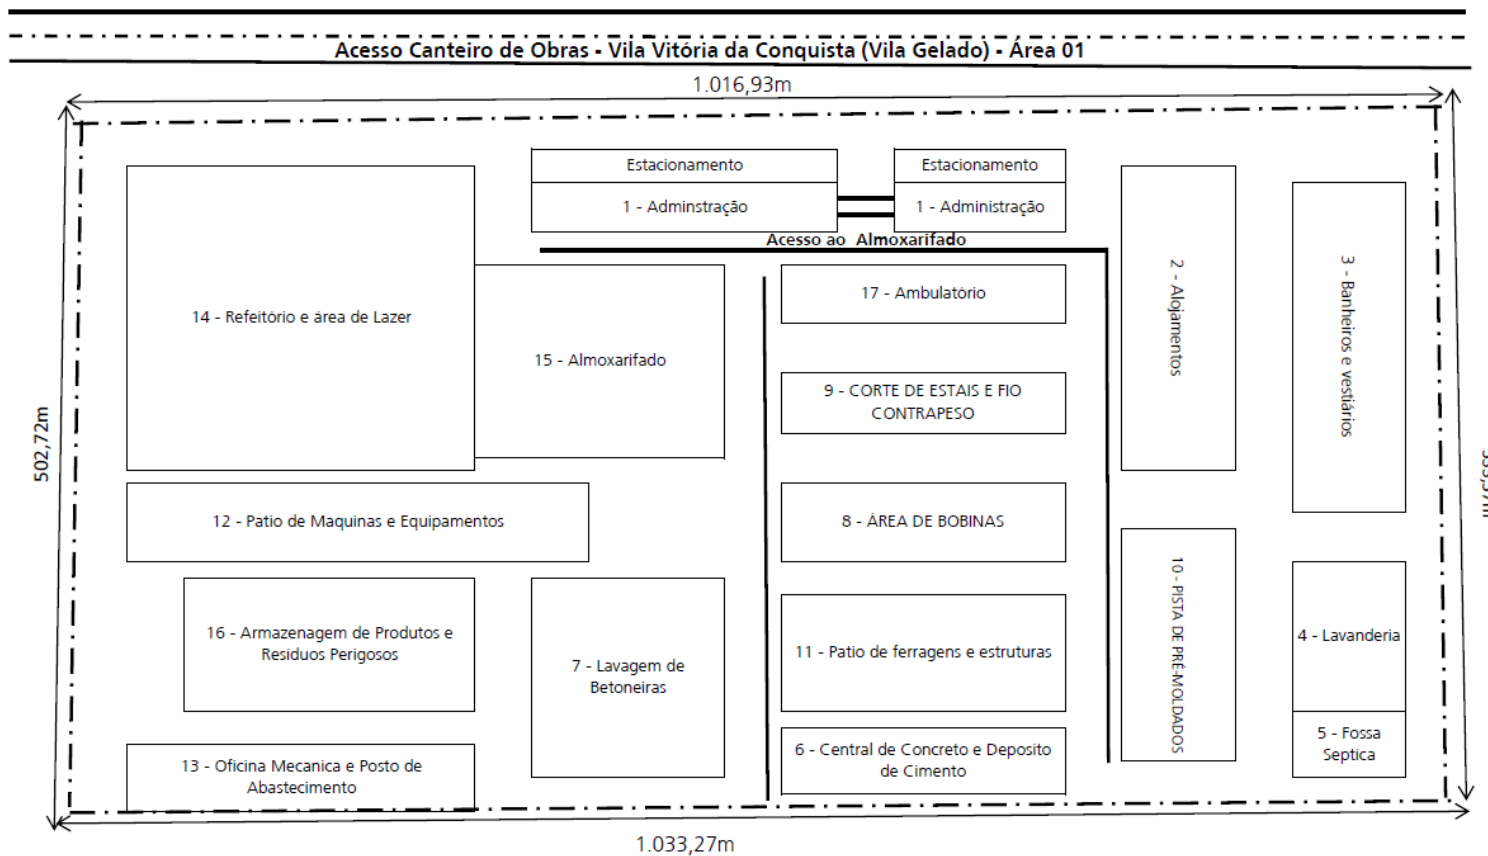 Acesso Canteiro de Obras - Vila Vitória da Conquista (Vila Gelado) - Área 01
1.016,93m
Estacionamento
1 - Adminstração
Estacionamento
1 - Administração
Acesso ao Almoxarifado
14 - Refeitório e área de Lazer
15 - Almoxarifado
17 - Ambulatório
9 - CORTE DE ESTAIS E FIO
CONTRAPESO
2 - Alojamentos
3 - Banheiros e vestiários
502,72m
12 - Patio de Maquinas e Equipamentos
8 - ÁREA DE BOBINAS
16 - Armazenagem de Produtos e
Residuos Perigosos
7 - Lavagem de
Betoneiras
11 - Patio de ferragens e estruturas
10 - PISTA DE PRÉ-MOLDADOS
4 - Lavanderia
5 - Fossa
Septica
13 - Oficina Mecanica e Posto de
Abastecimento
6 - Central de Concreto e Deposito
de Cimento
1.033,27m